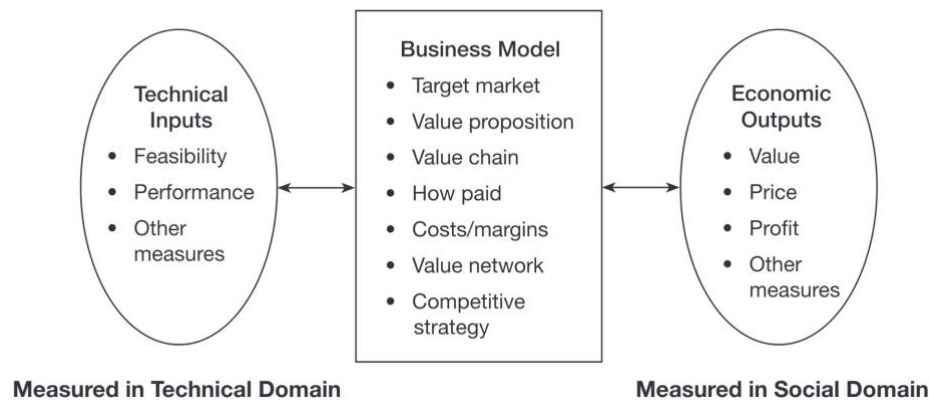 Technical
Inputs
• Feasibility
• Performance
• Other
measures
Business Model
• Target market
• Value proposition
• Value chain
• How paid
• Costs/margins
• Value network
• Competitive
strategy
Economic
Outputs
• Value
• Price
• Profit
• Other
measures
Measured in Technical Domain
Measured in Social Domain